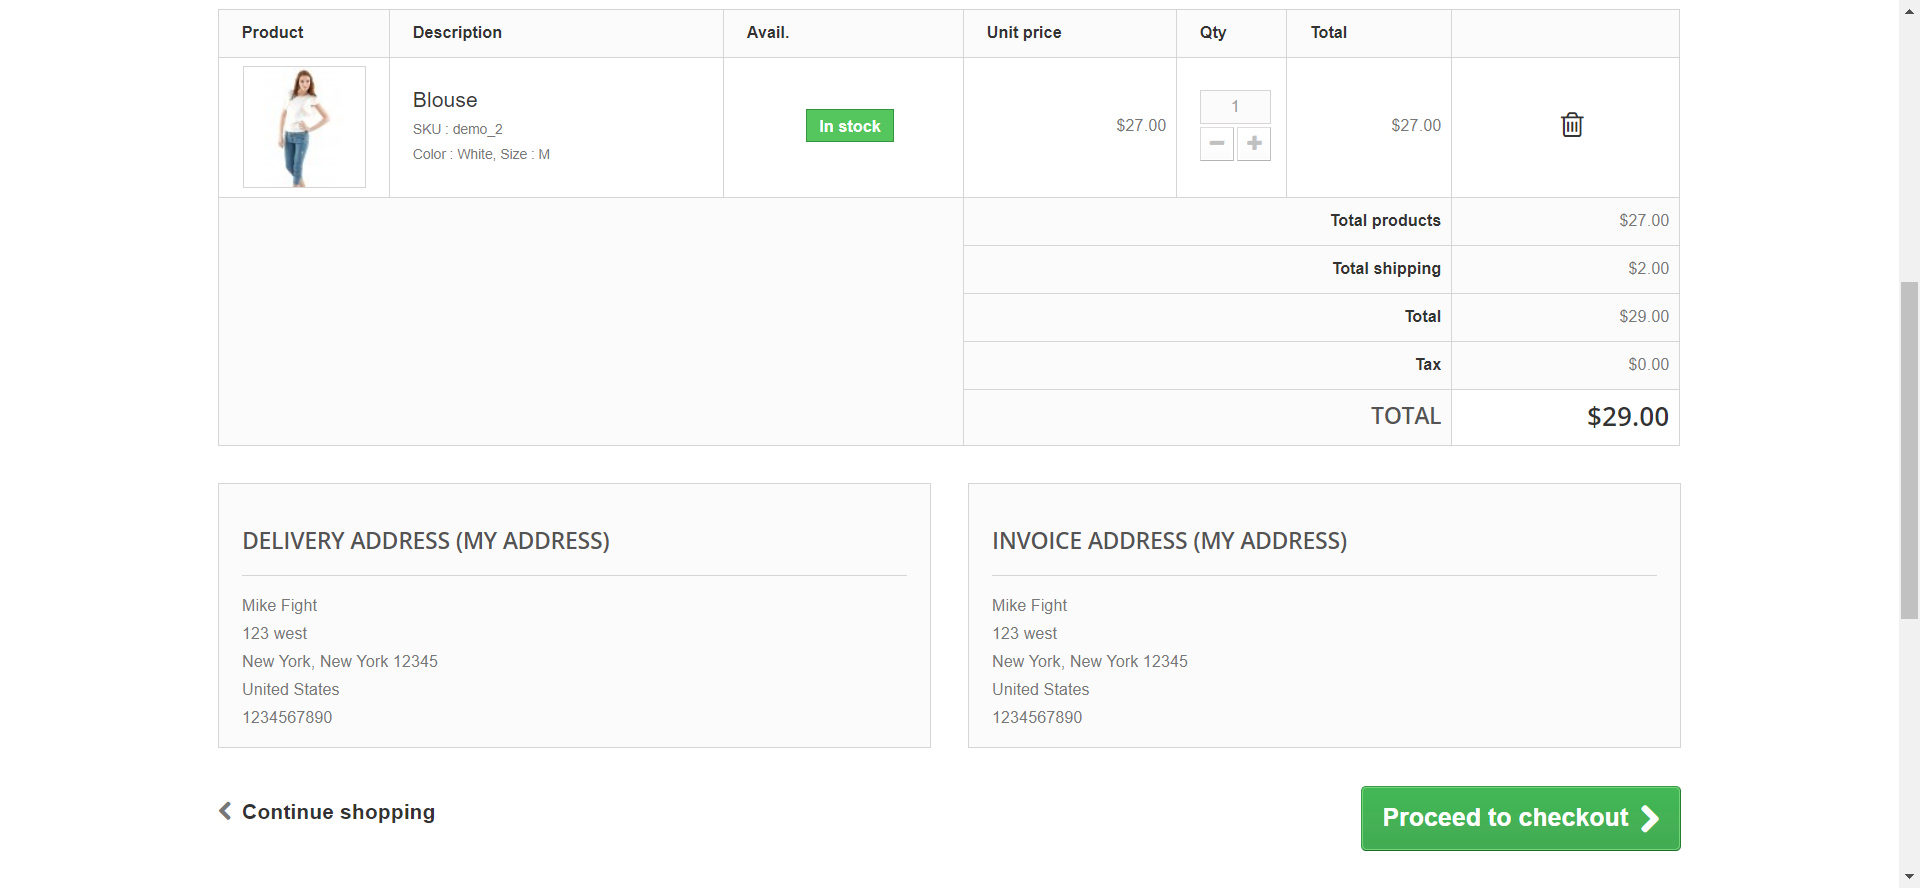 Product Description Avail. Unit price Qty Total
Blouse
SKU : demo_2
Color : White, Size : M
In stock
$27.00
1
$27.00
Total products $27.00
Total shipping $2.00
Total $29.00
Tax $0.00
TOTAL $29.00
DELIVERY ADDRESS (MY ADDRESS)
Mike Fight
123 west
New York, New York 12345
United States
1234567890
INVOICE ADDRESS (MY ADDRESS)
Mike Fight
123 west
New York, New York 12345
United States
1234567890
Continue shopping
Proceed to checkout